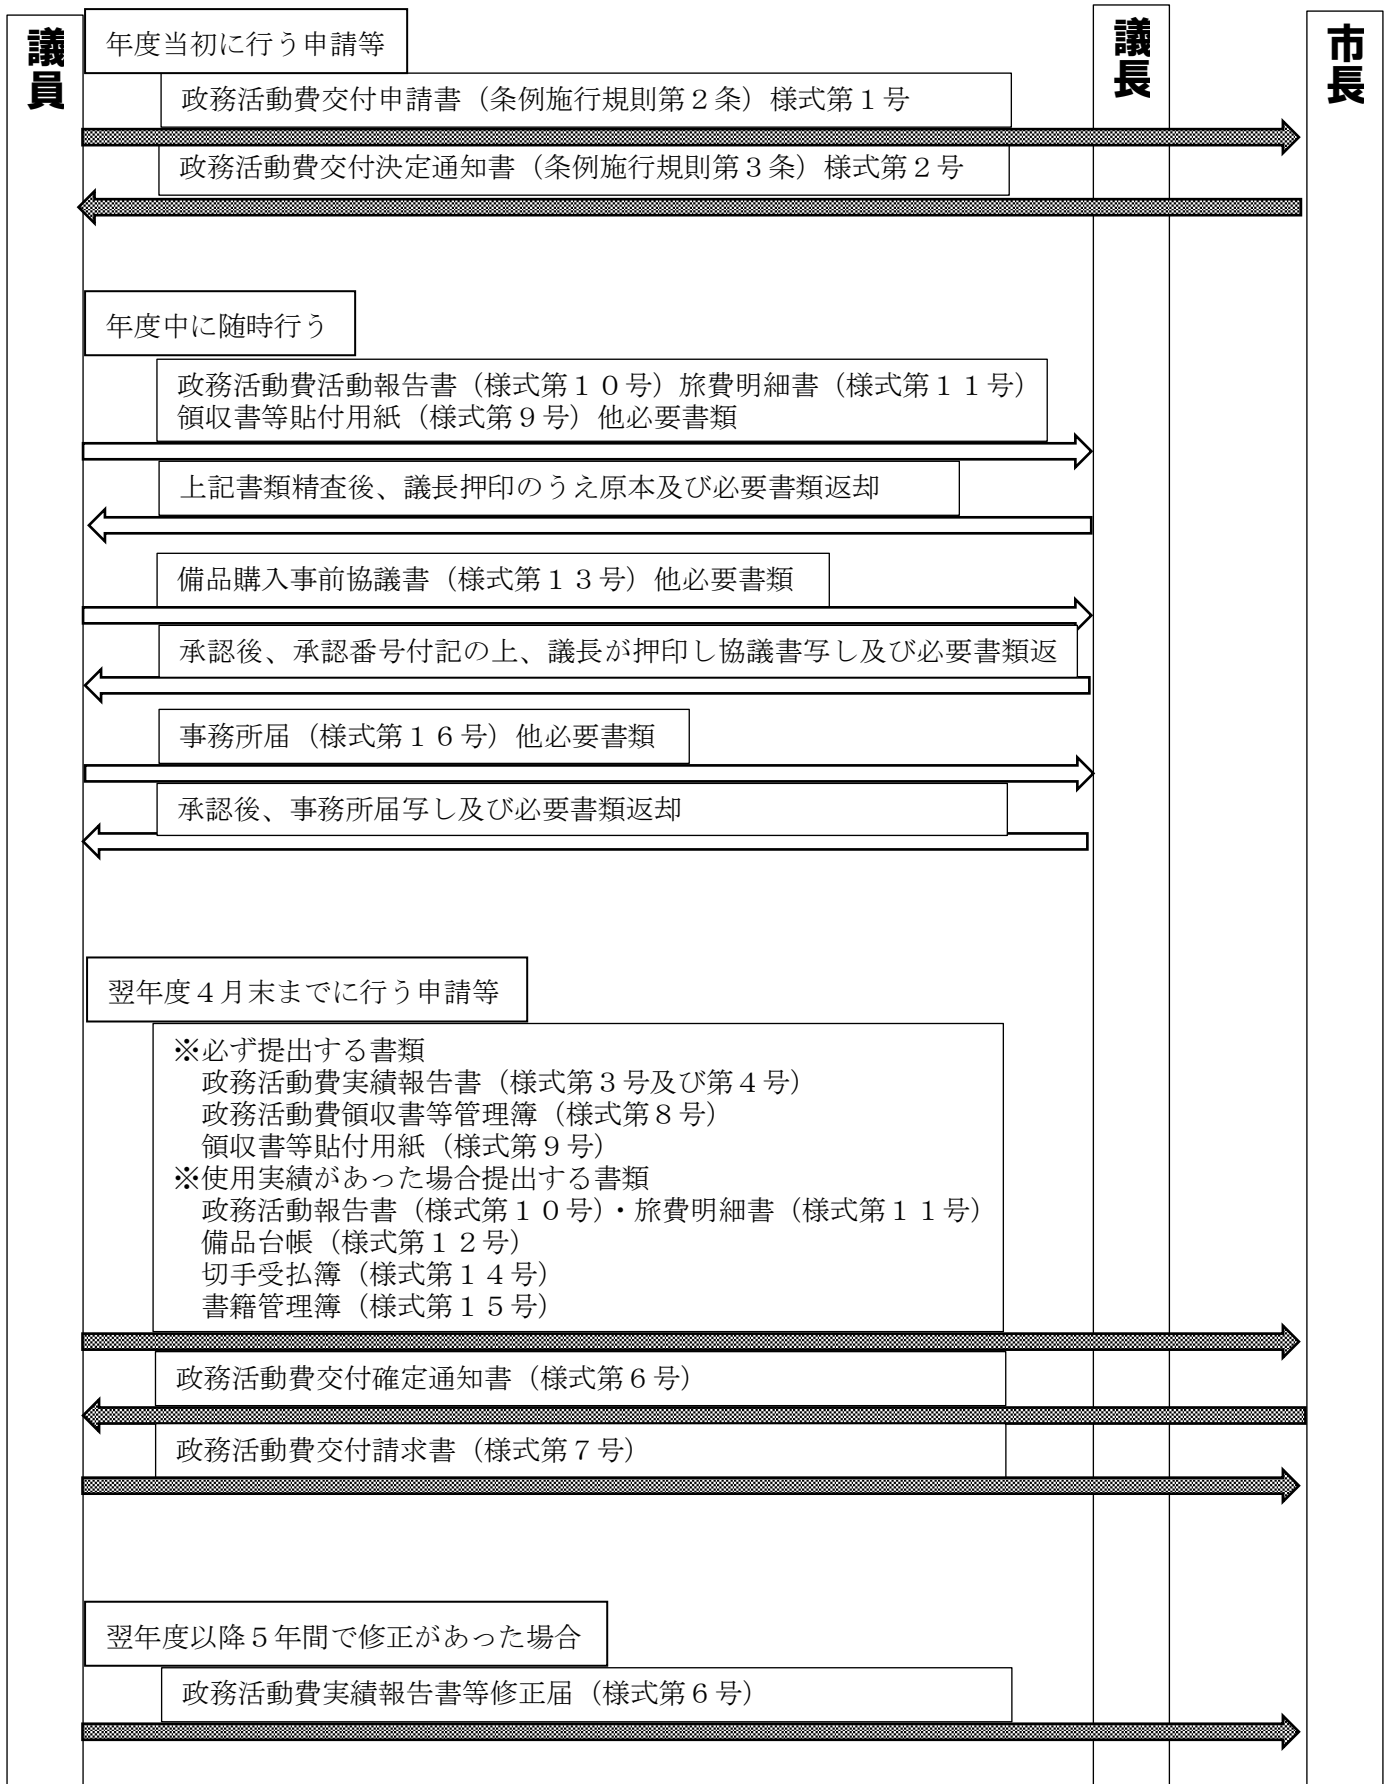 議員
議長
市長
年度当初に行う申請等
政務活動費交付申請書（条例施行規則第２条）様式第１号
政務活動費交付決定通知書（条例施行規則第３条）様式第２号
年度中に随時行う
政務活動費活動報告書（様式第１０号）旅費明細書（様式第１１号）
領収書等貼付用紙（様式第９号）他必要書類
上記書類精査後、議長押印のうえ原本及び必要書類返却
備品購入事前協議書（様式第１３号）他必要書類
承認後、承認番号付記の上、議長が押印し協議書写し及び必要書類返
事務所届（様式第１６号）他必要書類
承認後、事務所届写し及び必要書類返却
翌年度４月末までに行う申請等
※必ず提出する書類
政務活動費実績報告書（様式第３号及び第４号）
政務活動費領収書等管理簿（様式第８号）
領収書等貼付用紙（様式第９号）
※使用実績があった場合提出する書類
政務活動報告書（様式第１０号）・旅費明細書（様式第１１号）
備品台帳（様式第１２号）
切手受払簿（様式第１４号）
書籍管理簿（様式第１５号）
政務活動費交付確定通知書（様式第６号）
政務活動費交付請求書（様式第７号）
翌年度以降５年間で修正があった場合
政務活動費実績報告書等修正届（様式第６号）